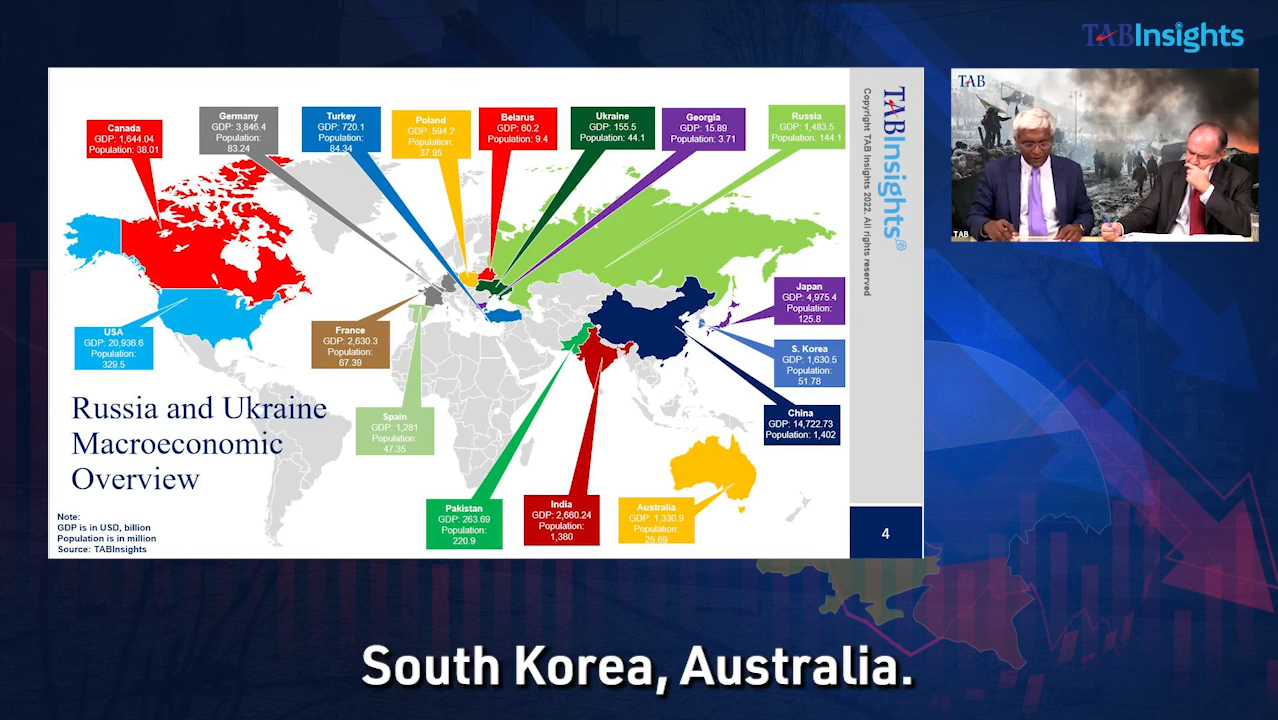 TABInsights
TAB
TAB
Canada
GDP: 1,644.04
Population: 38.01
Germany
GDP: 3,846.4
Population:
83.24
Turkey
GDP: 720.1
Population:
84.34
Poland
GDP: 594.2
Population:
37.95
Belarus
GDP: 60.2
Population: 9.4
Ukraine
GDP: 155.5
Population: 44.1
Georgia
GDP: 15.89
Population: 3.71
Russia
GDP: 1,483.5
Population: 144.1
TABInsights
Copyright TAB Insights 2022. All rights reserved
USA
GDP: 20,936.6
Population:
329.5
France
GDP: 2,630.3
Population:
67.39
Japan
GDP: 4,975.4
Population:
125.8
S. Korea
GDP: 1,630.5
Population:
51.78
Spain
GDP: 1,281
Population:
47.35
China
GDP: 14,722.73
Population: 1,402
Russia and Ukraine
Macroeconomic
Overview
Pakistan
GDP: 263.69
Population:
220.9
India
GDP: 2,660.24
Population:
1,380
Australia
GDP: 1,330.9
Population:
25.69
Note:
GDP is in USD, billion
Population is in million
Source: TABInsights
4
South Korea, Australia.